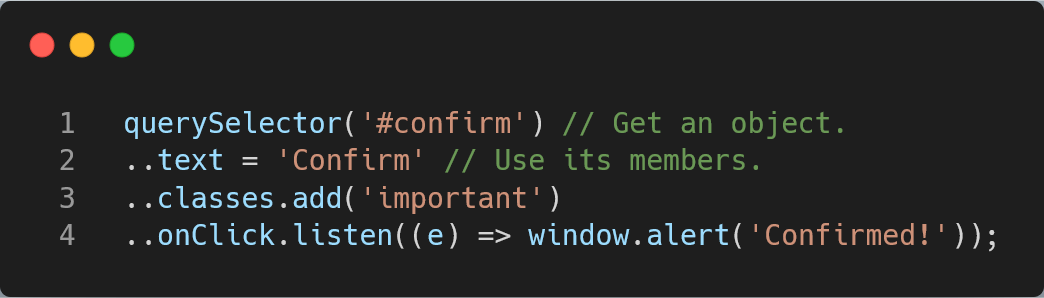 1 querySelector('#confirm') // Get an object.
2 ..text = 'Confirm' // Use its members.
3 ..classes.add('important')
4 ..onClick.listen((e) => window.alert('Confirmed!'));